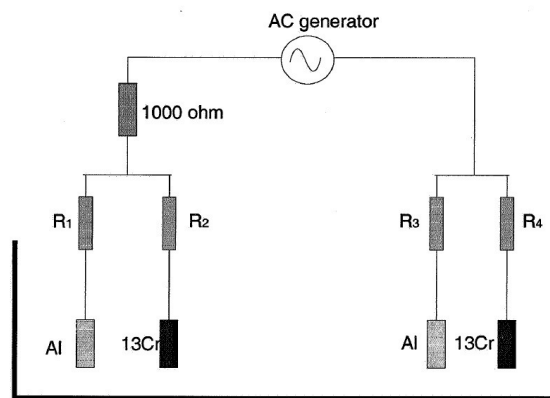 AC generator
1000 ohm
R1 R2 R3 R4
Al 13Cr Al 13Cr